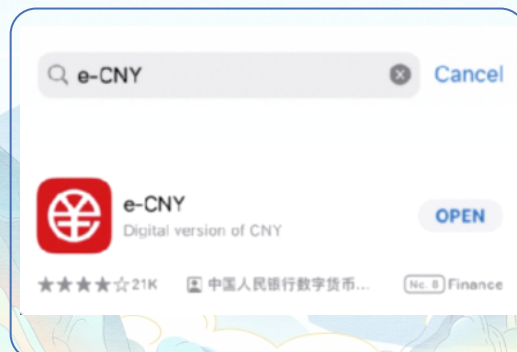 e-CNY
Cancel
e-CNY
Digital version of CNY
OPEN
21K
中国人民银行数字货币...
No. 8 Finance